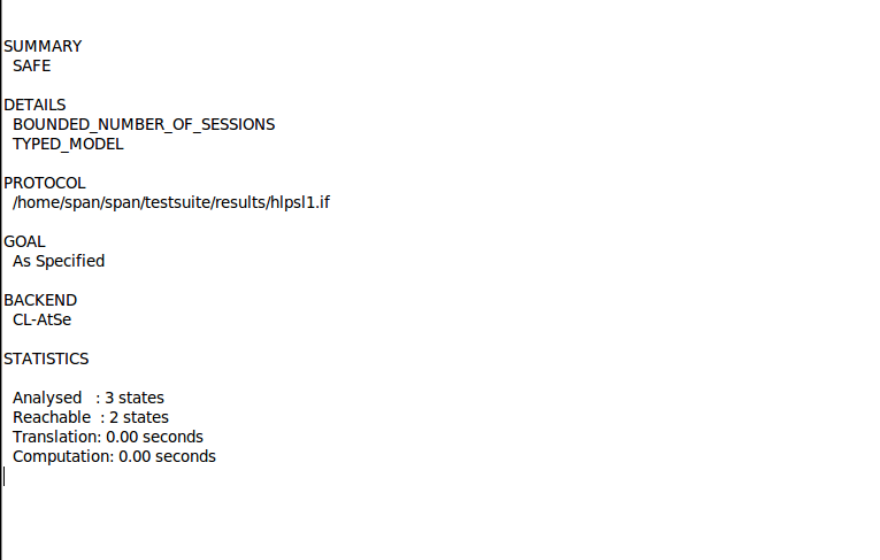 SUMMARY
SAFE
DETAILS
BOUNDED_NUMBER_OF_SESSIONS
TYPED_MODEL
PROTOCOL
/home/span/span/testsuite/results/hlpsl1.if
GOAL
As Specified
BACKEND
CL-AtSe
STATISTICS
Analysed : 3 states
Reachable : 2 states
Translation: 0.00 seconds
Computation: 0.00 seconds